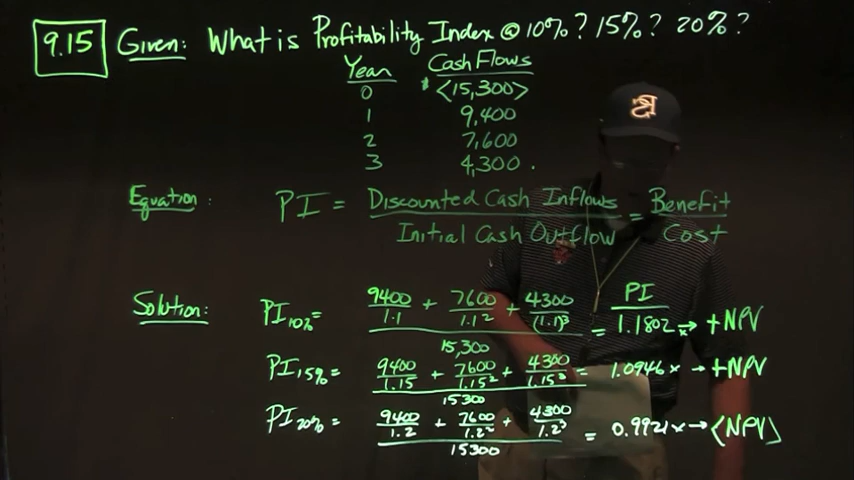 9.15 Given: What is Profitability Index @ 10%? 15%? 20%?
Year Cash Flows
0 $<15,300>
1 9,400
2 7,600
3 4,300.
Equation: PI = Discounted Cash Inflows / Initial Cash Outflow = Benefit / Cost
Solution: PI10% = 9400/1.1 + 7600/1.1² + 4300/(1.1)³ / 15,300 = PI 1.1802x → +NPV
PI15% = 9400/1.15 + 7600/1.15² + 4300/1.15³ / 15300 = 1.0946x → +NPV
PI20% = 9400/1.2 + 7600/1.2² + 4300/1.2³ / 15300 = 0.9921x → <NPV>